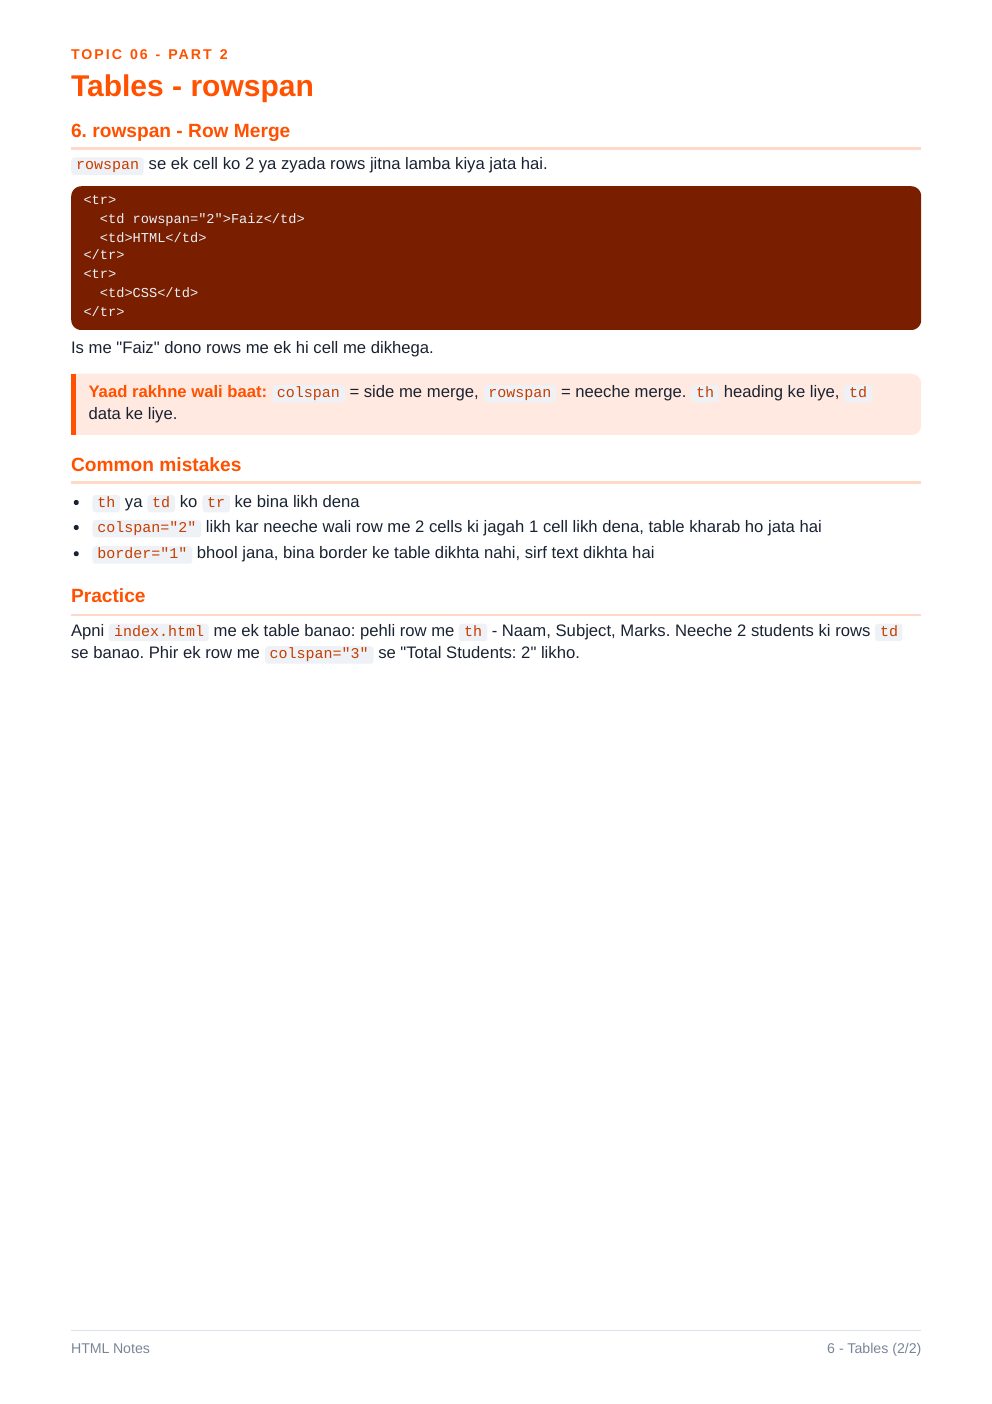 TOPIC 06 - PART 2
Tables - rowspan
6. rowspan - Row Merge
rowspan se ek cell ko 2 ya zyada rows jitna lamba kiya jata hai.
<tr>
  <td rowspan="2">Faiz</td>
  <td>HTML</td>
</tr>
<tr>
  <td>CSS</td>
</tr>
Is me "Faiz" dono rows me ek hi cell me dikhega.
Yaad rakhne wali baat: colspan = side me merge, rowspan = neeche merge. th heading ke liye, td
data ke liye.
Common mistakes
• th ya td ko tr ke bina likh dena
• colspan="2" likh kar neeche wali row me 2 cells ki jagah 1 cell likh dena, table kharab ho jata hai
• border="1" bhool jana, bina border ke table dikhta nahi, sirf text dikhta hai
Practice
Apni index.html me ek table banao: pehli row me th - Naam, Subject, Marks. Neeche 2 students ki rows td
se banao. Phir ek row me colspan="3" se "Total Students: 2" likho.
HTML Notes
6 - Tables (2/2)